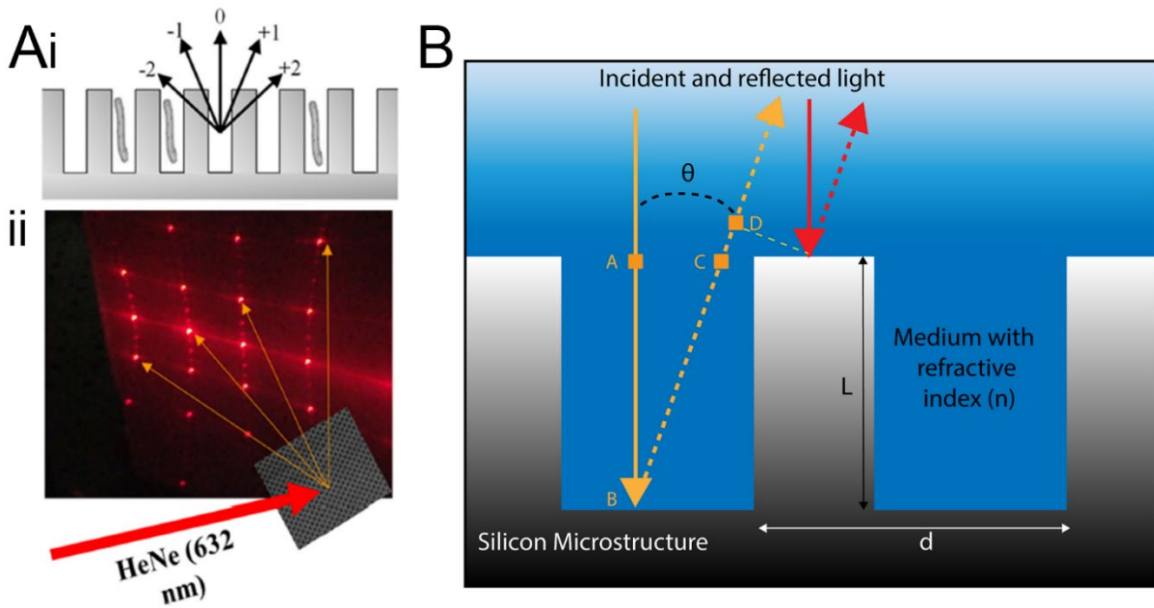 Ai
-2
-1
0
+1
+2
ii
HeNe (632
nm)
B
Incident and reflected light
θ
D
A
C
B
L
Medium with
refractive
index (n)
Silicon Microstructure
d